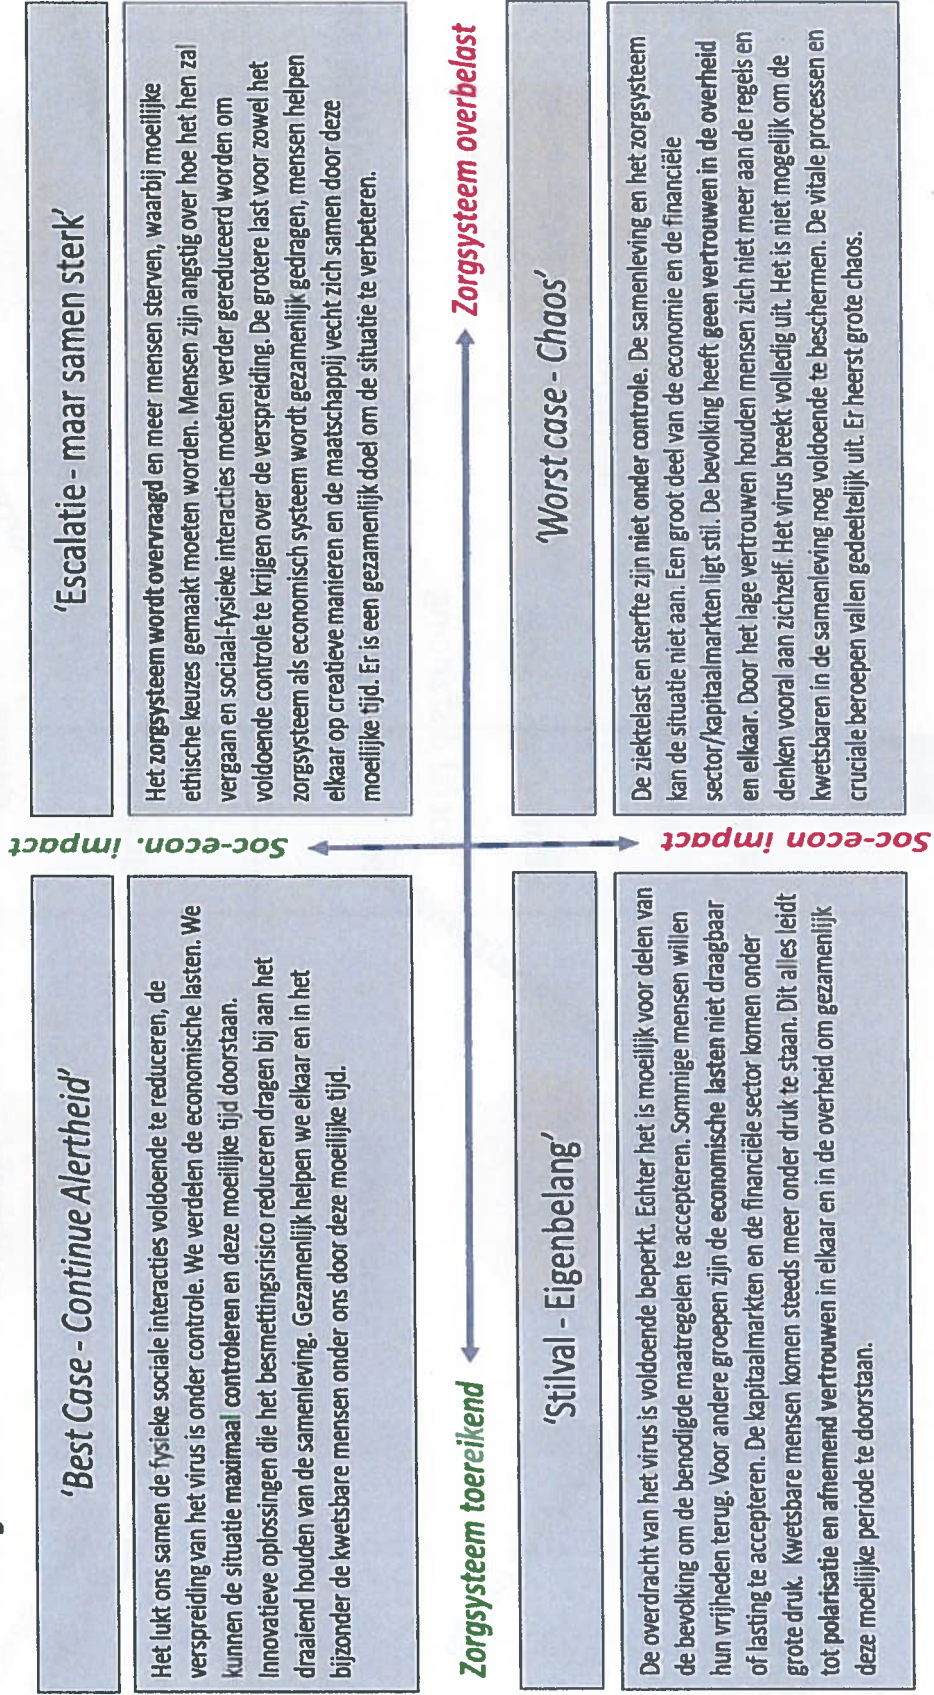 'Best Case - Continue Alertheid'
Het lukt ons samen de fysieke sociale interacties voldoende te reduceren, de
verspreiding van het virus is onder controle. We verdelen de economische lasten. We
kunnen de situatie maximaal controleren en deze moeilijke tijd doorstaan.
Innovatieve oplossingen die het besmettingsrisico reduceren dragen bij aan het
draaiend houden van de samenleving. Gezamenlijk helpen we elkaar en in het
bijzonder de kwetsbare mensen onder ons door deze moeilijke tijd.
Soc-econ. impact
'Escalatie - maar samen sterk'
Het zorgsysteem wordt overvraagd en meer mensen sterven, waarbij moeilijke
ethische keuzes gemaakt moeten worden. Mensen zijn angstig over hoe het hen zal
vergaan en sociaal-fysieke interacties moeten verder gereduceerd worden om
voldoende controle te krijgen over de verspreiding. De grotere last voor zowel het
zorgsysteem als economisch systeem wordt gezamenlijk gedragen, mensen helpen
elkaar op creatieve manieren en de maatschappij vecht zich samen door deze
moeilijke tijd. Er is een gezamenlijk doel om de situatie te verbeteren.
Zorgsysteem toereikend
Zorgsysteem overbelast
'Stilval - Eigenbelang'
De overdracht van het virus is voldoende beperkt. Echter het is moeilijk voor delen van
de bevolking om de benodigde maatregelen te accepteren. Sommige mensen willen
hun vrijheden terug. Voor andere groepen zijn de economische lasten niet draagbaar
of lasting te accepteren. De kapitaalmarkten en de financiële sector komen onder
grote druk. Kwetsbare mensen komen steeds meer onder druk te staan. Dit alles leidt
tot polarisatie en afnemend vertrouwen in elkaar en in de overheid om gezamenlijk
deze moeilijke periode te doorstaan.
Soc-econ impact
'Worst case - Chaos'
De ziektelast en sterfte zijn niet onder controle. De samenleving en het zorgsysteem
kan de situatie niet aan. Een groot deel van de economie en de financiële
sector/kapitaalmarkten ligt stil. De bevolking heeft geen vertrouwen in de overheid
en elkaar. Door het lage vertrouwen houden mensen zich niet meer aan de regels en
denken vooral aan zichzelf. Het virus breekt volledig uit. Het is niet mogelijk om de
kwetsbaren in de samenleving nog voldoende te beschermen. De vitale processen en
cruciale beroepen vallen gedeeltelijk uit. Er heerst grote chaos.